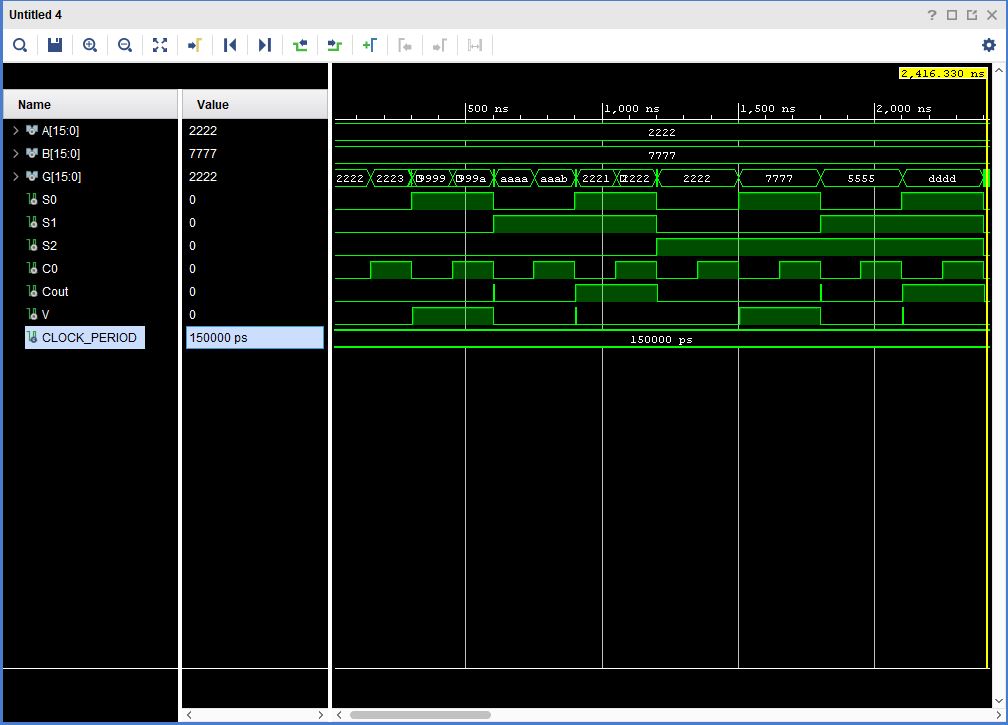 Untitled 4
?
2,416.330 ns
Name Value
500 ns 1,000 ns 1,500 ns 2,000 ns
A[15:0] 2222 2222
B[15:0] 7777 7777
G[15:0] 2222 2222 2223 9999 999a aaaa aaab 2221 2222 2222 7777 5555 dddd
S0 0
S1 0
S2 0
C0 0
Cout 0
V 0
CLOCK_PERIOD 150000 ps 150000 ps